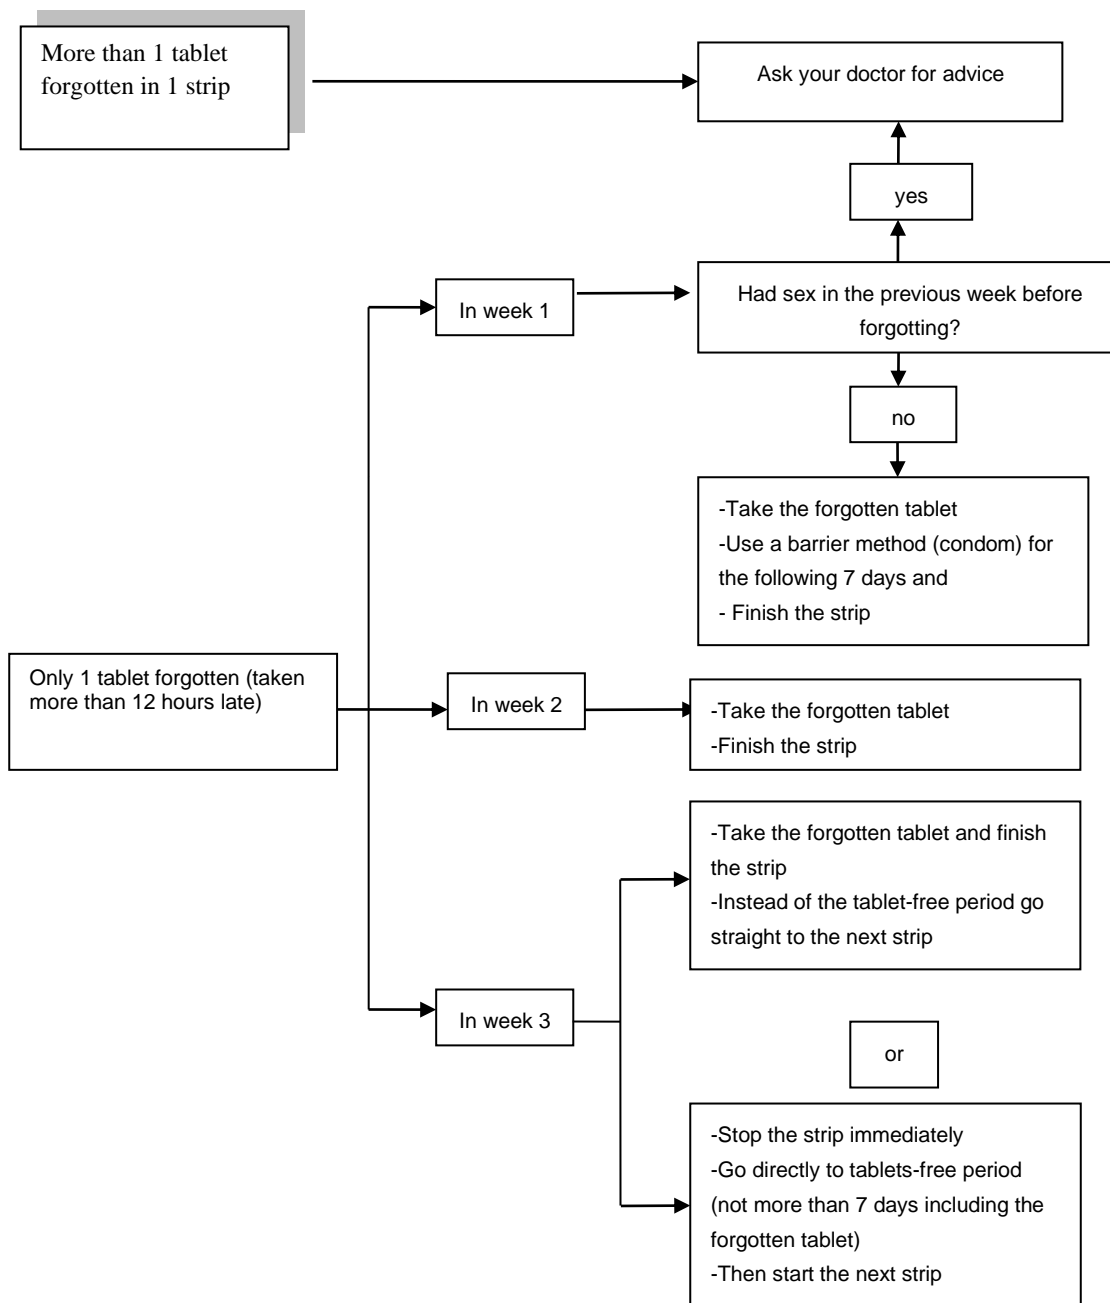 More than 1 tablet
forgotten in 1 strip
Ask your doctor for advice
yes
In week 1
Had sex in the previous week before
forgotting?
no
-Take the forgotten tablet
-Use a barrier method (condom) for
the following 7 days and
- Finish the strip
Only 1 tablet forgotten (taken
more than 12 hours late)
In week 2
-Take the forgotten tablet
-Finish the strip
-Take the forgotten tablet and finish
the strip
-Instead of the tablet-free period go
straight to the next strip
In week 3
or
-Stop the strip immediately
-Go directly to tablets-free period
(not more than 7 days including the
forgotten tablet)
-Then start the next strip